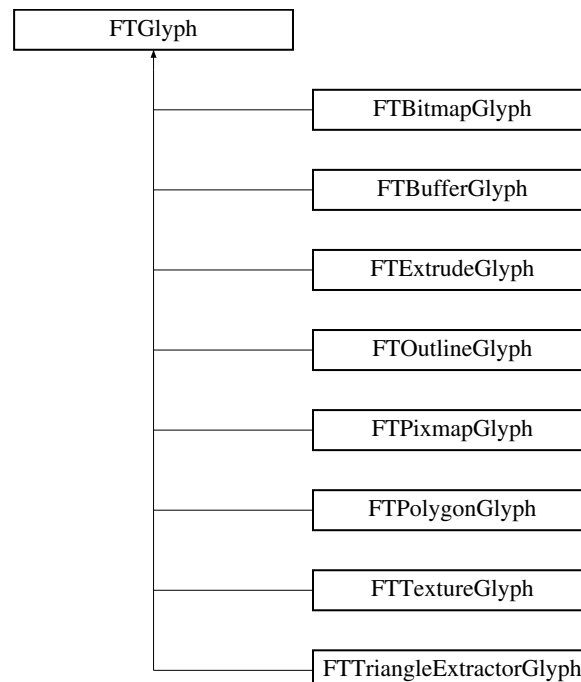 FTGlyph
FTBitmapGlyph
FTBufferGlyph
FTExtrudeGlyph
FTOutlineGlyph
FTPixmapGlyph
FTPolygonGlyph
FTTextureGlyph
FTTriangleExtractorGlyph